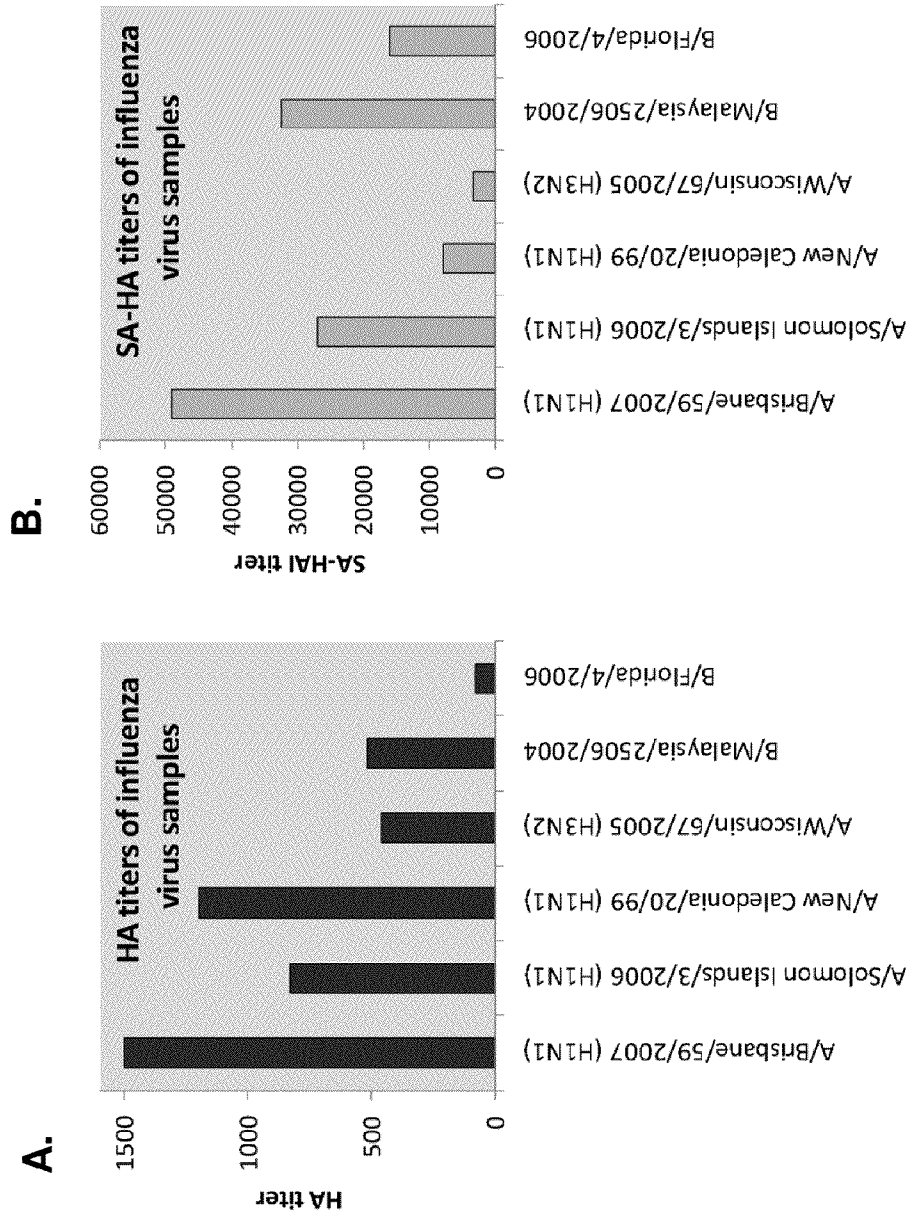 A.
HA titers of influenza
virus samples
HA titer
1500
1000
500
0
A/Brisbane/59/2007 (H1N1)
A/Solomon Islands/3/2006 (H1N1)
A/New Caledonia/20/99 (H1N1)
A/Wisconsin/67/2005 (H3N2)
B/Malaysia/2506/2004
B/Florida/4/2006
B.
SA-HA titers of influenza
virus samples
SA-HAI titer
60000
50000
40000
30000
20000
10000
0
A/Brisbane/59/2007 (H1N1)
A/Solomon Islands/3/2006 (H1N1)
A/New Caledonia/20/99 (H1N1)
A/Wisconsin/67/2005 (H3N2)
B/Malaysia/2506/2004
B/Florida/4/2006